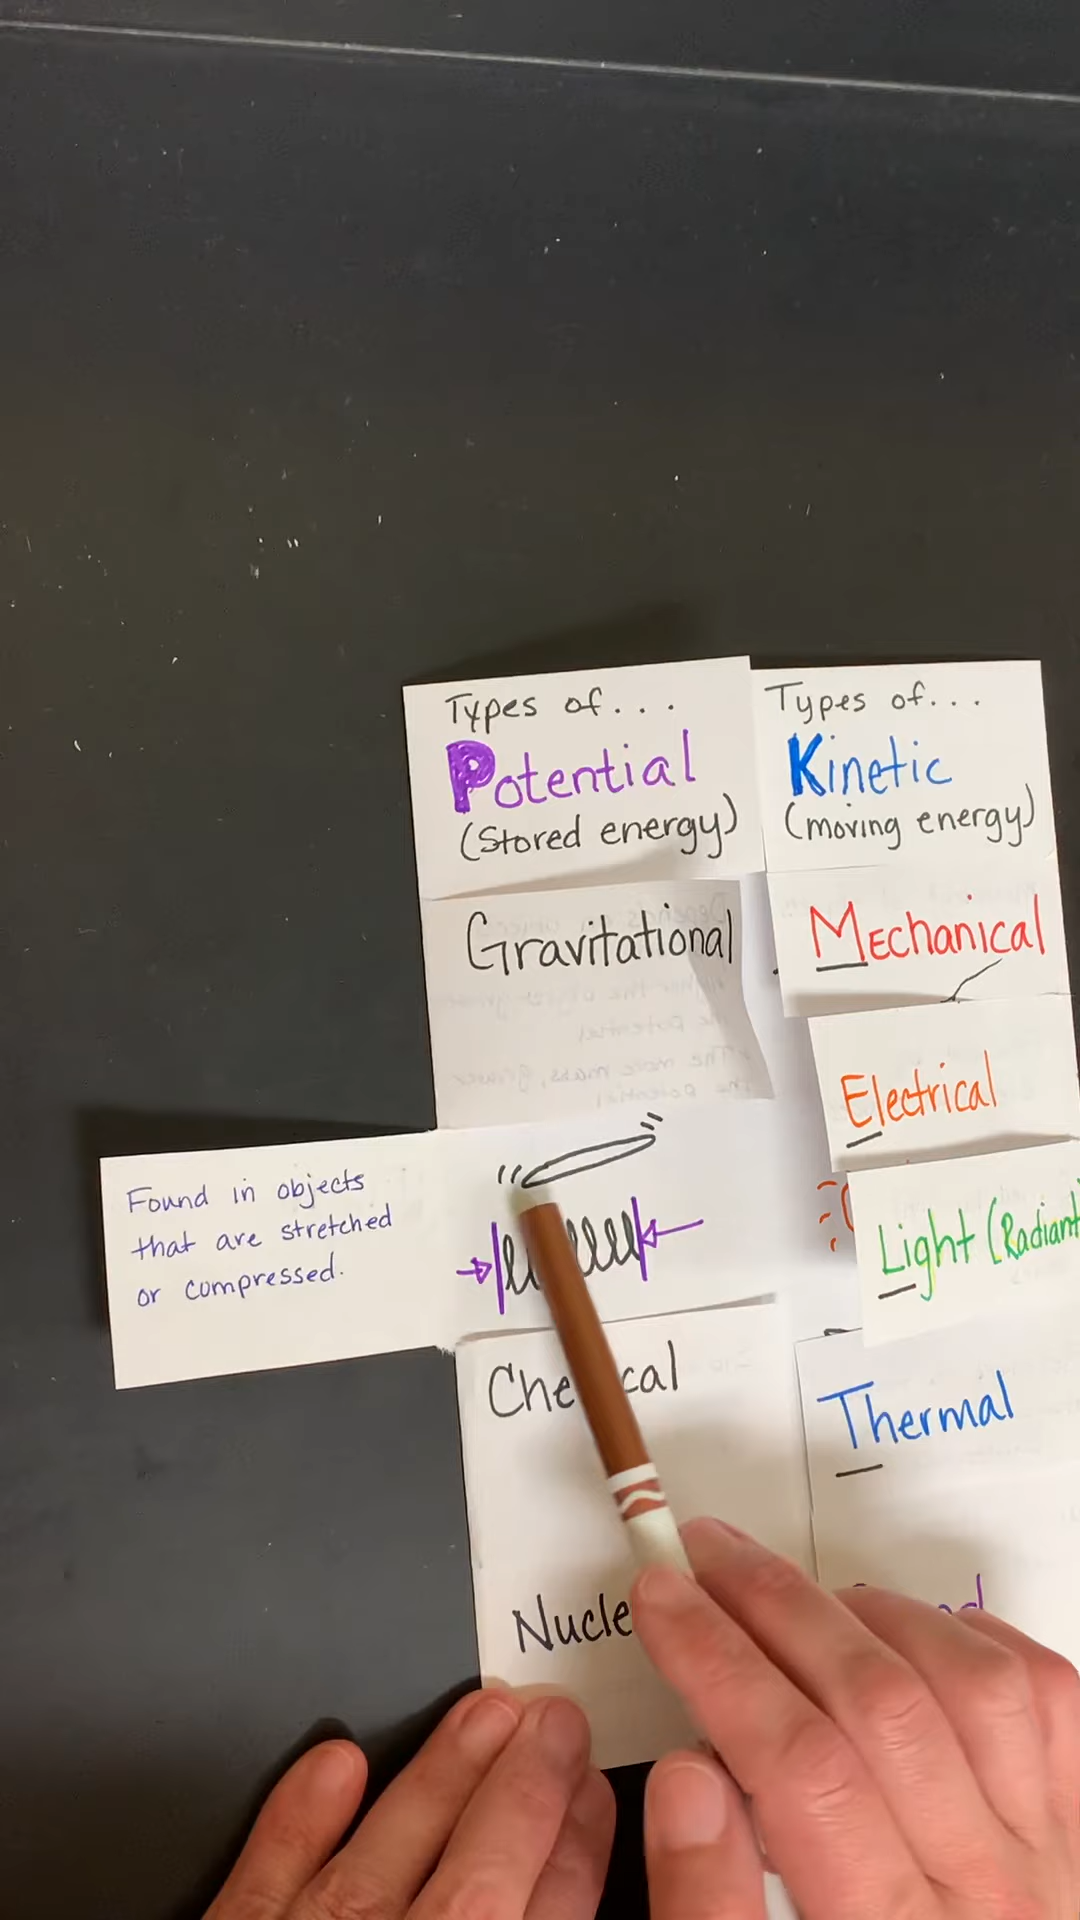 Types of...
Potential
(Stored energy)
Gravitational
Found in objects
that are stretched
or compressed.
Types of...
Kinetic
(moving energy)
Mechanical
Electrical
Light (Radiant
Thermal